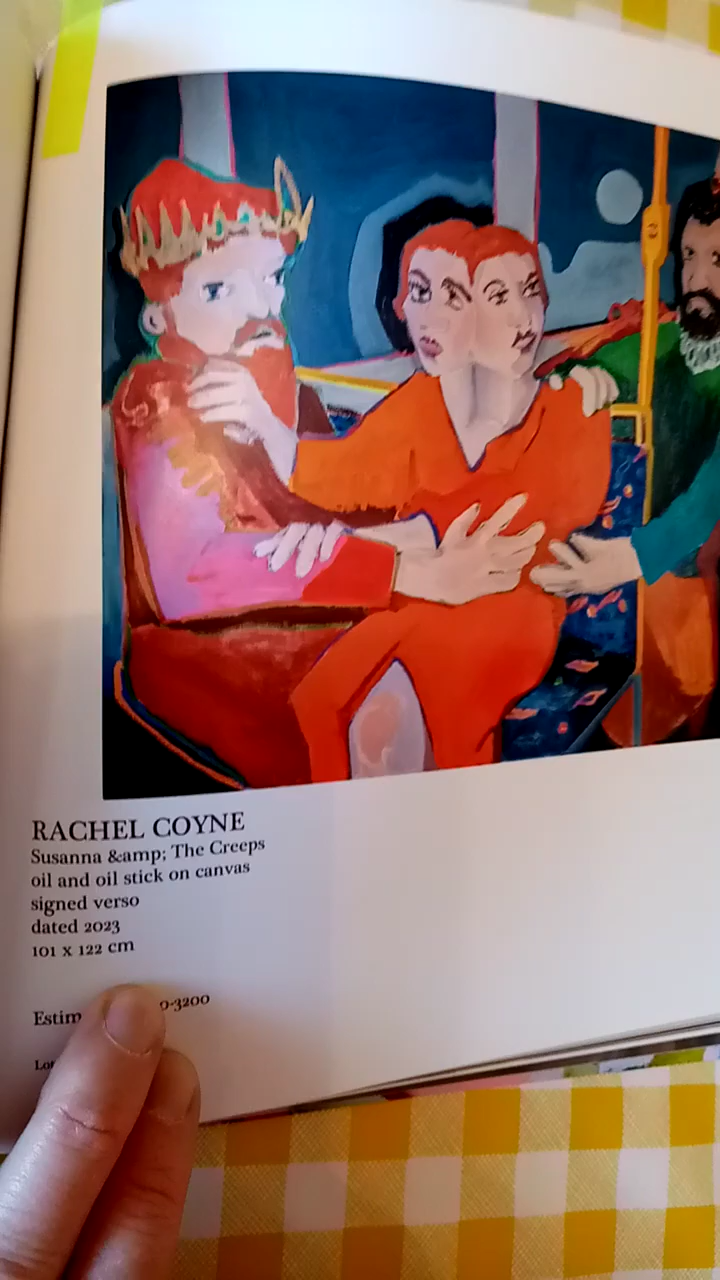 RACHEL COYNE
Susanna &amp; The Creeps
oil and oil stick on canvas
signed verso
dated 2023
101 x 122 cm
0-3200